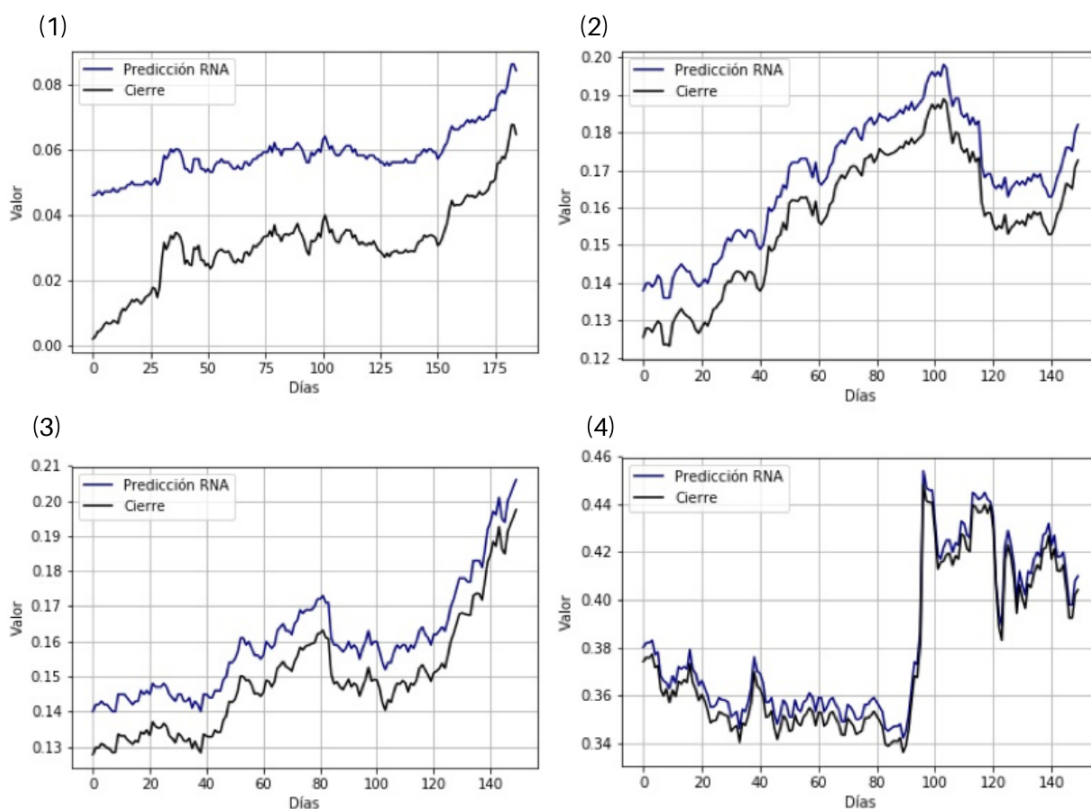 (1)
Predicción RNA
Cierre
0.08
0.06
0.04
0.02
0.00
Valor
0 25 50 75 100 125 150 175
Días
(2)
Predicción RNA
Cierre
0.20
0.19
0.18
0.17
0.16
0.15
0.14
0.13
0.12
Valor
0 20 40 60 80 100 120 140
Días
(3)
Predicción RNA
Cierre
0.21
0.20
0.19
0.18
0.17
0.16
0.15
0.14
0.13
Valor
0 20 40 60 80 100 120 140
Días
(4)
Predicción RNA
Cierre
0.46
0.44
0.42
0.40
0.38
0.36
0.34
Valor
0 20 40 60 80 100 120 140
Días